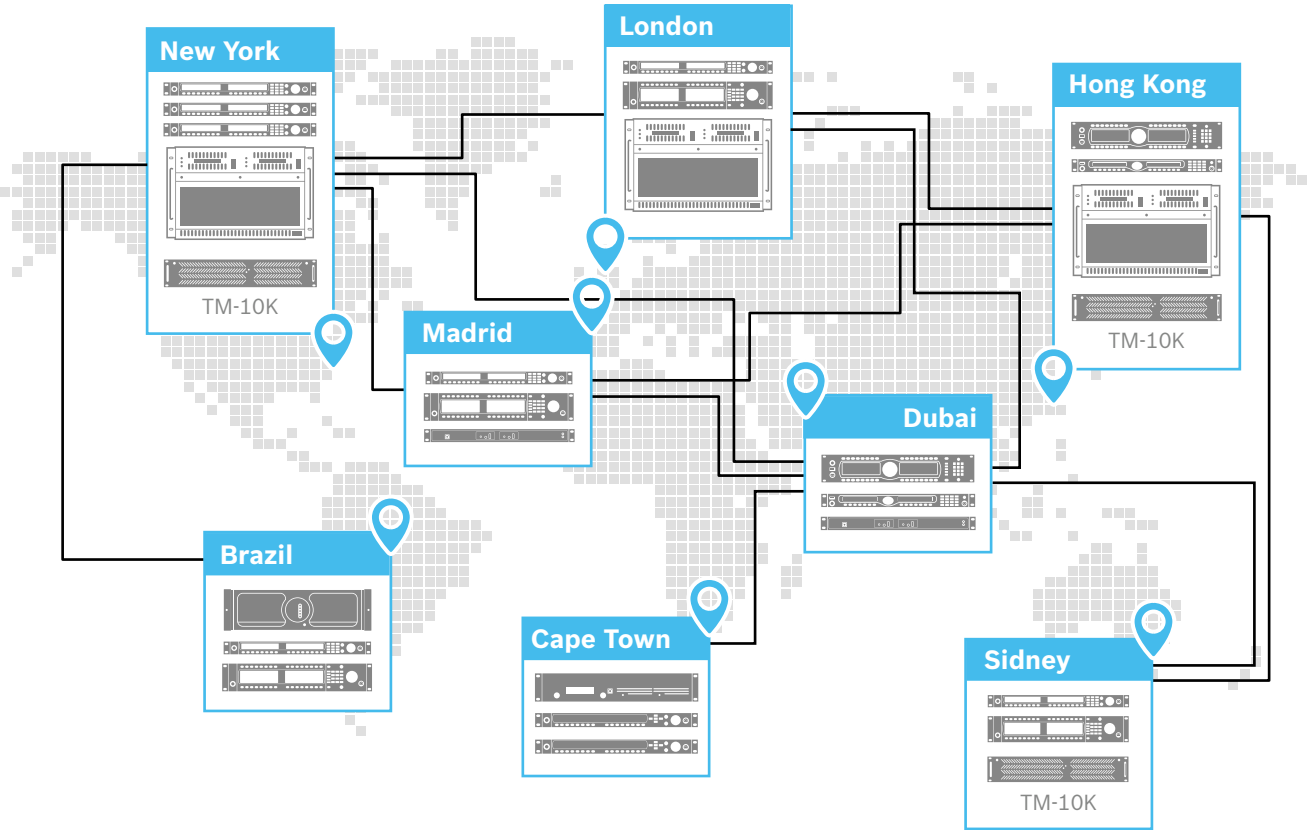 New York
TM-10K
London
Hong Kong
TM-10K
Madrid
Dubai
Brazil
Cape Town
Sidney
TM-10K